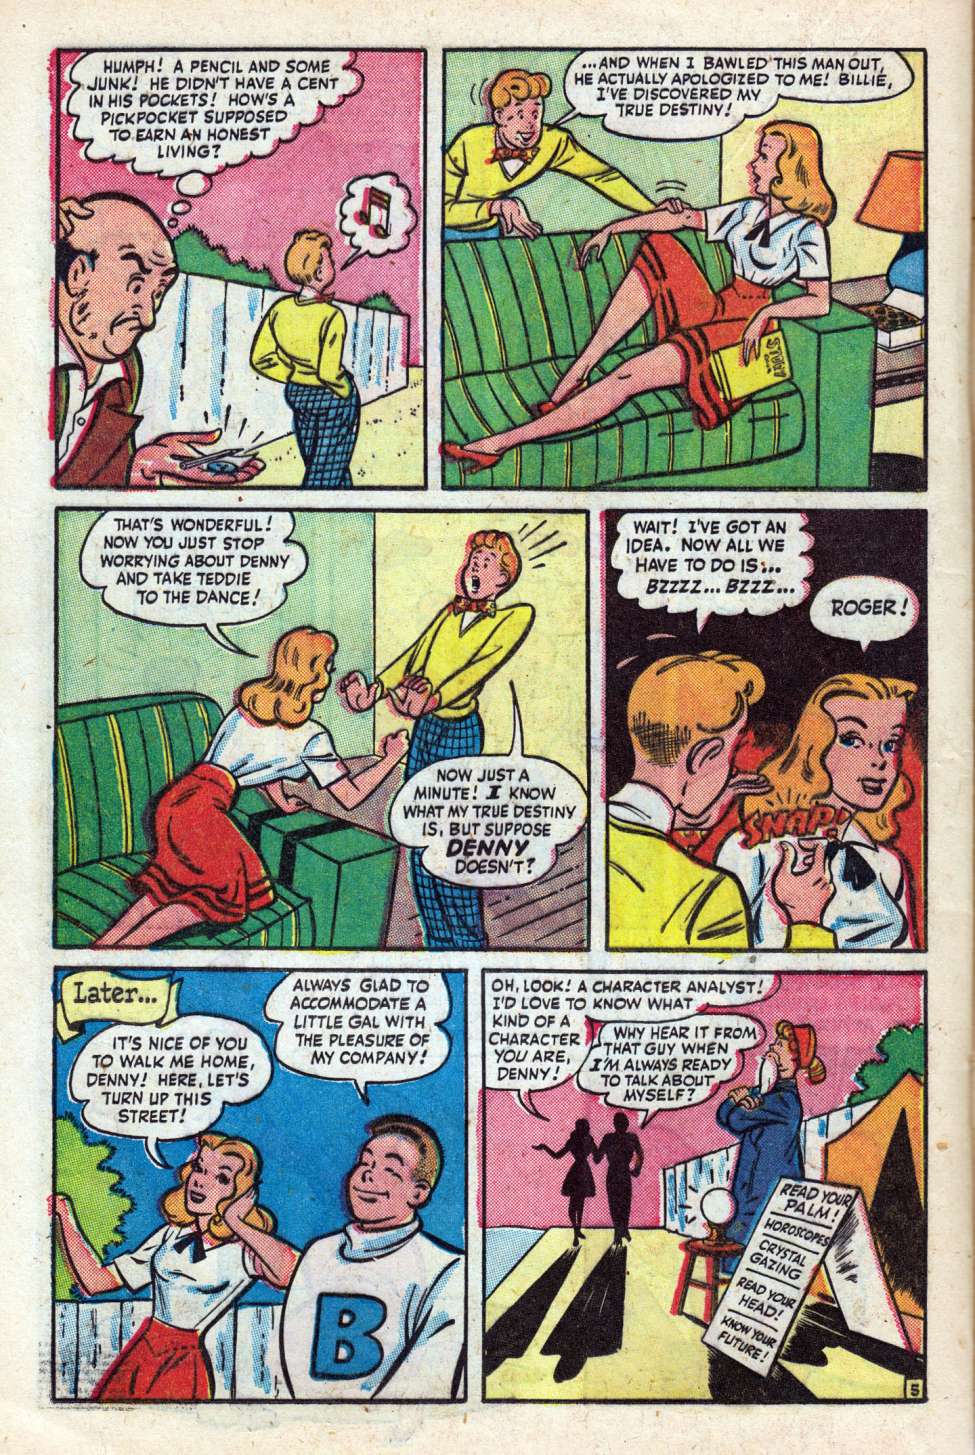 HUMPH! A PENCIL AND SOME
JUNK! HE DIDN'T HAVE A CENT
IN HIS POCKETS! HOW'S A
PICKPOCKET SUPPOSED
TO EARN AN HONEST
LIVING?
...AND WHEN I BAWLED THIS MAN OUT,
HE ACTUALLY APOLOGIZED TO ME! BILLIE,
I'VE DISCOVERED MY
TRUE DESTINY!
THAT'S WONDERFUL!
NOW YOU JUST STOP
WORRYING ABOUT DENNY
AND TAKE TEDDIE
TO THE DANCE!
NOW JUST A
MINUTE! I KNOW
WHAT MY TRUE DESTINY
IS, BUT SUPPOSE
DENNY
DOESN'T?
WAIT! I'VE GOT AN
IDEA. NOW ALL WE
HAVE TO DO IS...
BZZZZ... BZZZ...
ROGER!
SNAP!
Later...
IT'S NICE OF YOU
TO WALK ME HOME,
DENNY! HERE, LET'S
TURN UP THIS
STREET!
ALWAYS GLAD TO
ACCOMMODATE A
LITTLE GAL WITH
THE PLEASURE OF
MY COMPANY!
B
OH, LOOK! A CHARACTER ANALYST!
I'D LOVE TO KNOW WHAT
KIND OF A
CHARACTER
YOU ARE,
DENNY!
WHY HEAR IT FROM
THAT GUY WHEN
I'M ALWAYS READY
TO TALK ABOUT
MYSELF?
READ YOUR
PALM!
HOROSCOPES
CRYSTAL
GAZING
READ YOUR
HEAD!
KNOW YOUR
FUTURE!
5